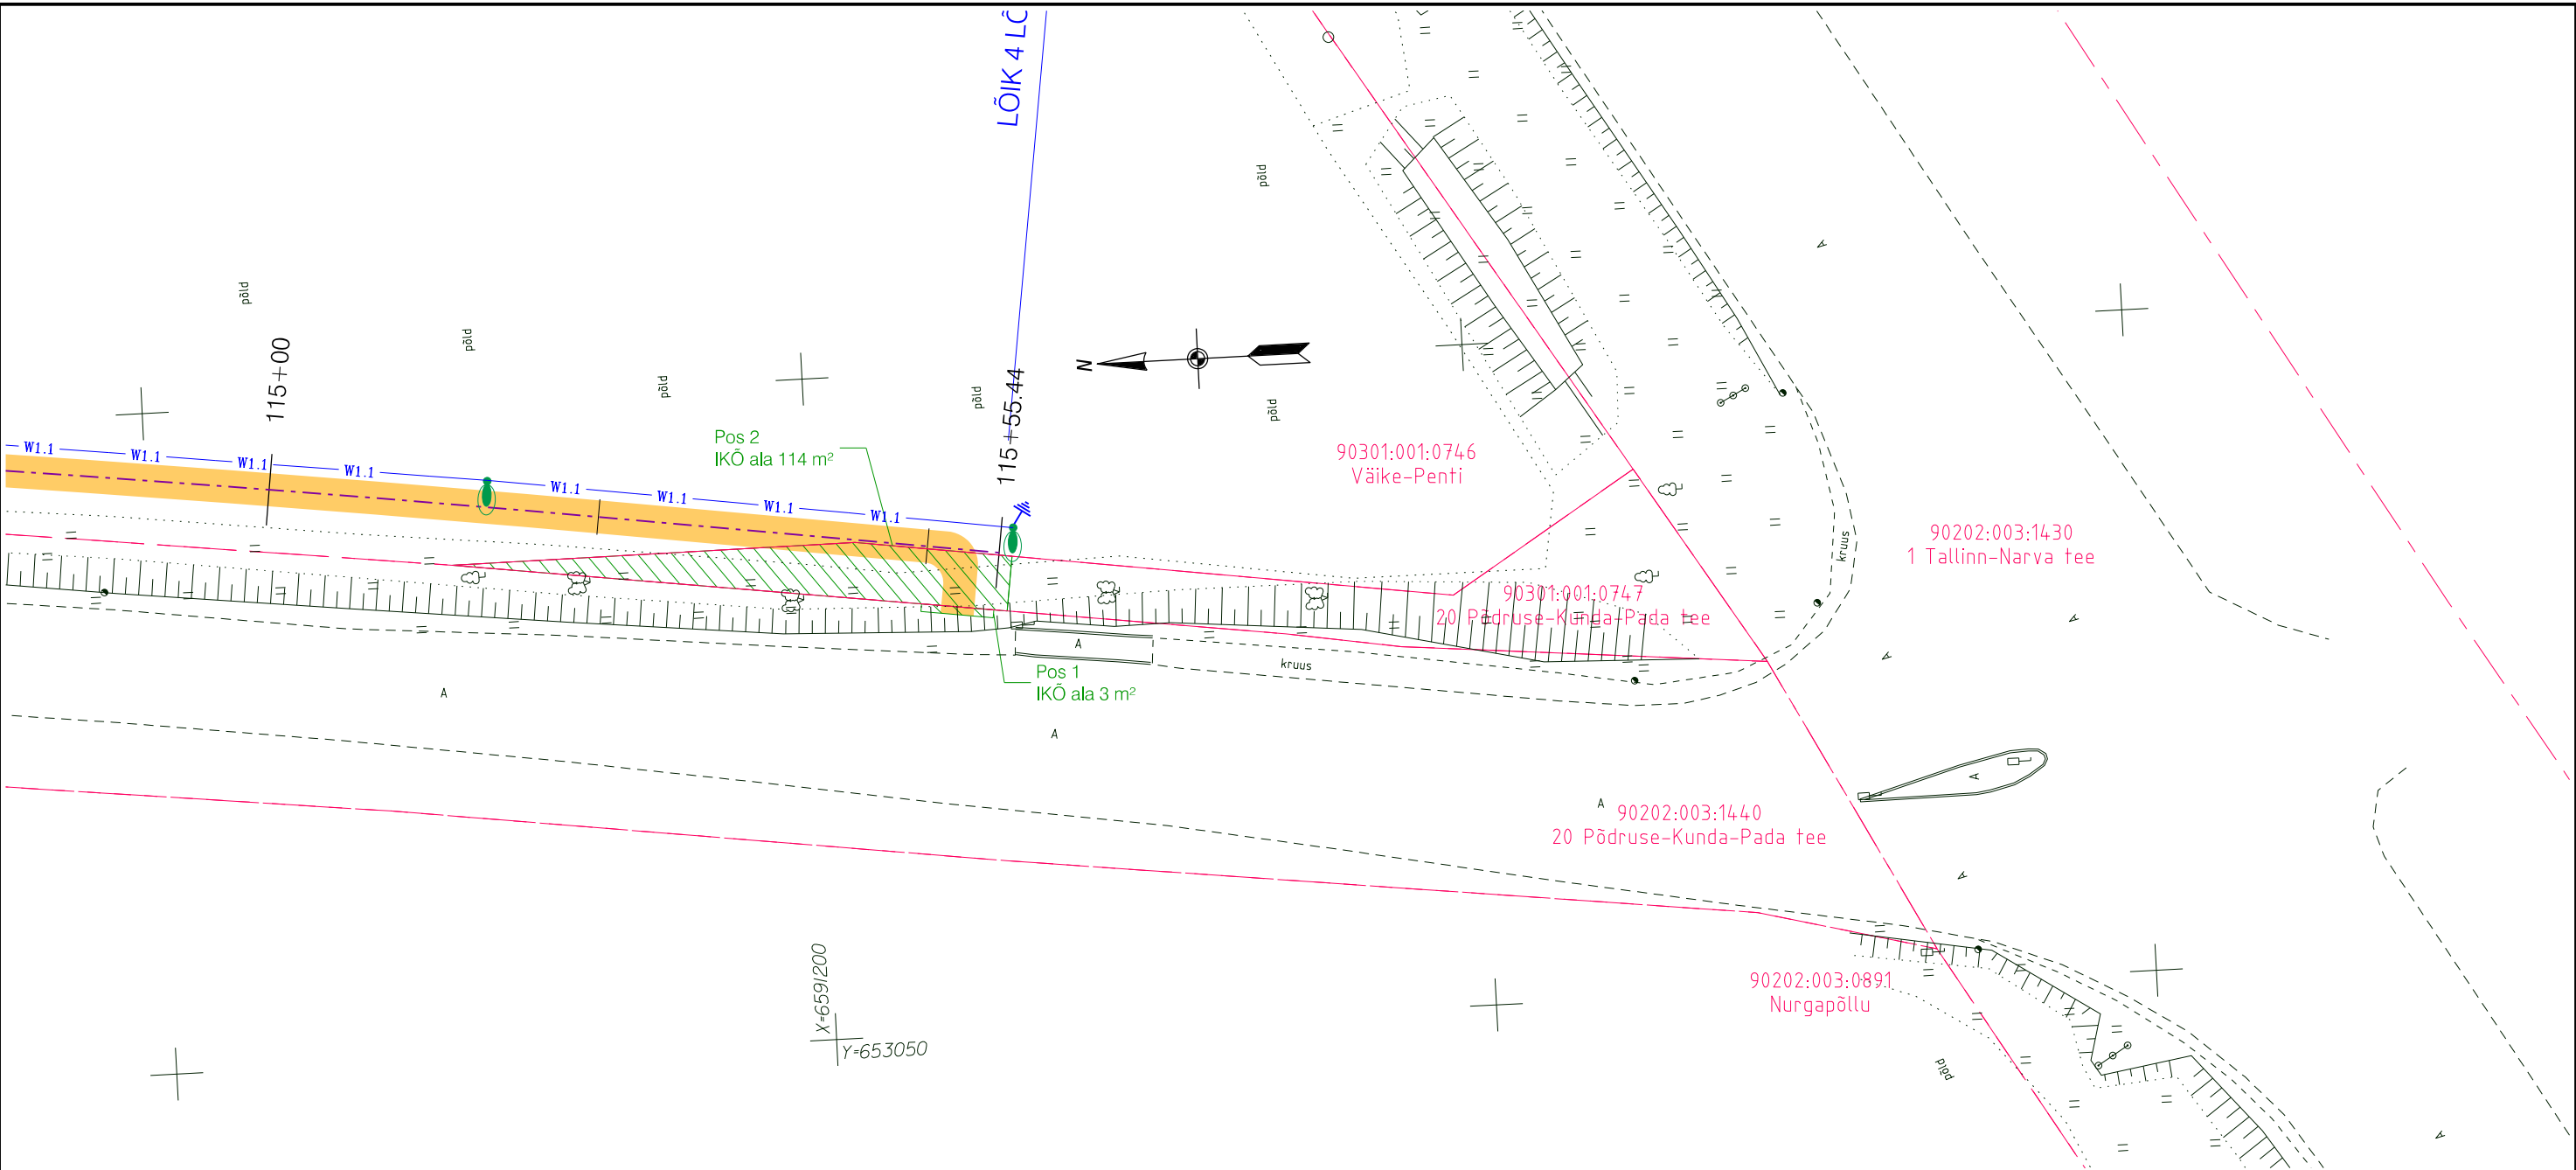 LÕIK 4 LÕ
põld
põld
põld
põld
põld
põld
115+00
115+55.44
N
W1.1
W1.1
W1.1
W1.1
W1.1
W1.1
W1.1
W1.1
Pos 2
IKÕ ala 114 m²
90301:001:0746
Väike-Penti
90202:003:1430
1 Tallinn-Narva tee
kruus
90301:001:0747
20 Põdruse-Kunda-Pada tee
A
kruus
Pos 1
IKÕ ala 3 m²
A
A
A
A
A
A
A
A
A
90202:003:1440
20 Põdruse-Kunda-Pada tee
90202:003:0891
Nurgapõllu
X=6591200
Y=653050
põld